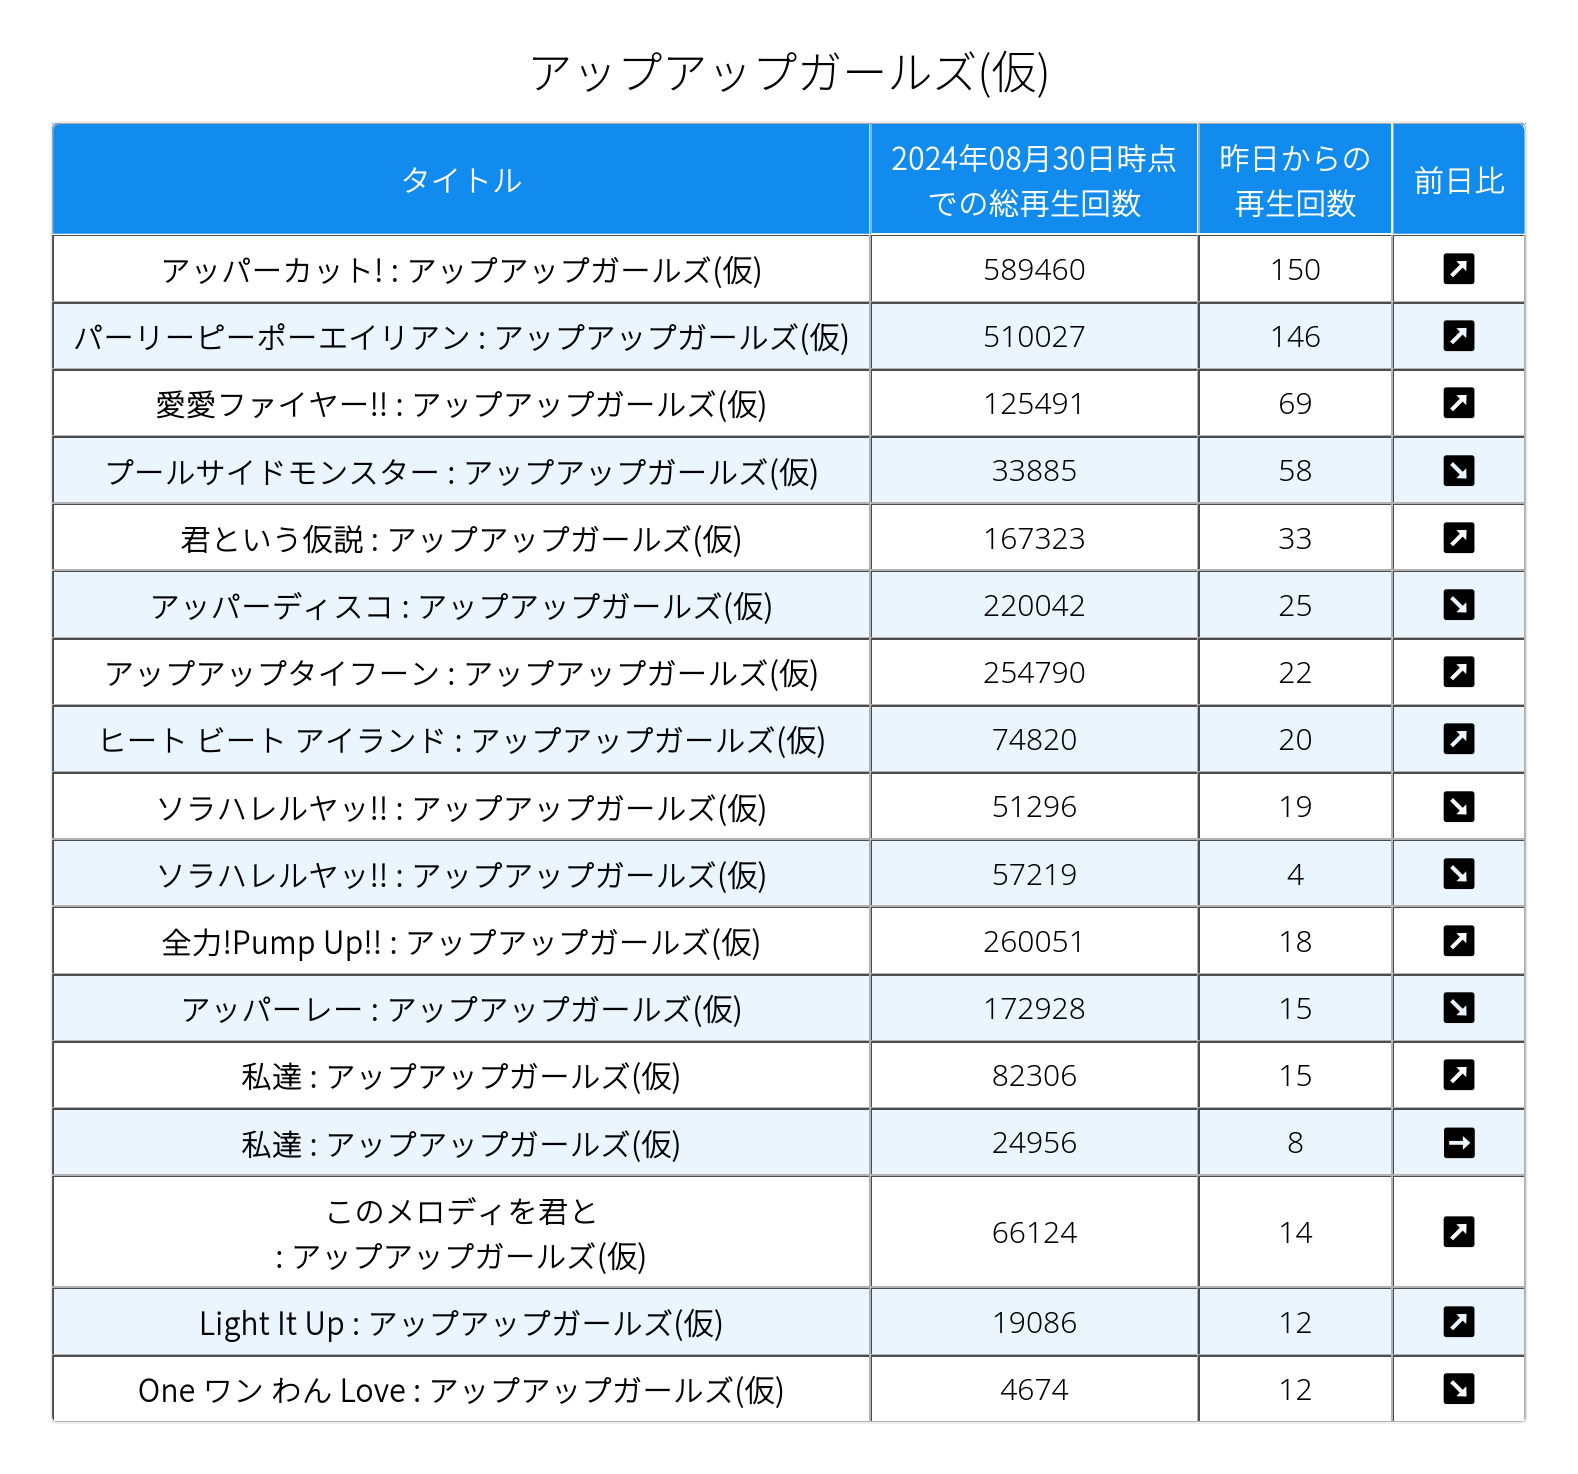 アップアップガールズ(仮)
タイトル
2024年08月30日時点
での総再生回数
昨日からの
再生回数
前日比
アッパーカット! : アップアップガールズ(仮) 589460 150
パーリーピーポーエイリアン : アップアップガールズ(仮) 510027 146
愛愛ファイヤー!! : アップアップガールズ(仮) 125491 69
プールサイドモンスター : アップアップガールズ(仮) 33885 58
君という仮説 : アップアップガールズ(仮) 167323 33
アッパーディスコ : アップアップガールズ(仮) 220042 25
アップアップタイフーン : アップアップガールズ(仮) 254790 22
ヒート ビート アイランド : アップアップガールズ(仮) 74820 20
ソラハレルヤッ!! : アップアップガールズ(仮) 51296 19
ソラハレルヤッ!! : アップアップガールズ(仮) 57219 4
全力!Pump Up!! : アップアップガールズ(仮) 260051 18
アッパーレー : アップアップガールズ(仮) 172928 15
私達 : アップアップガールズ(仮) 82306 15
私達 : アップアップガールズ(仮) 24956 8
このメロディを君と
: アップアップガールズ(仮) 66124 14
Light It Up : アップアップガールズ(仮) 19086 12
One ワン わん Love : アップアップガールズ(仮) 4674 12